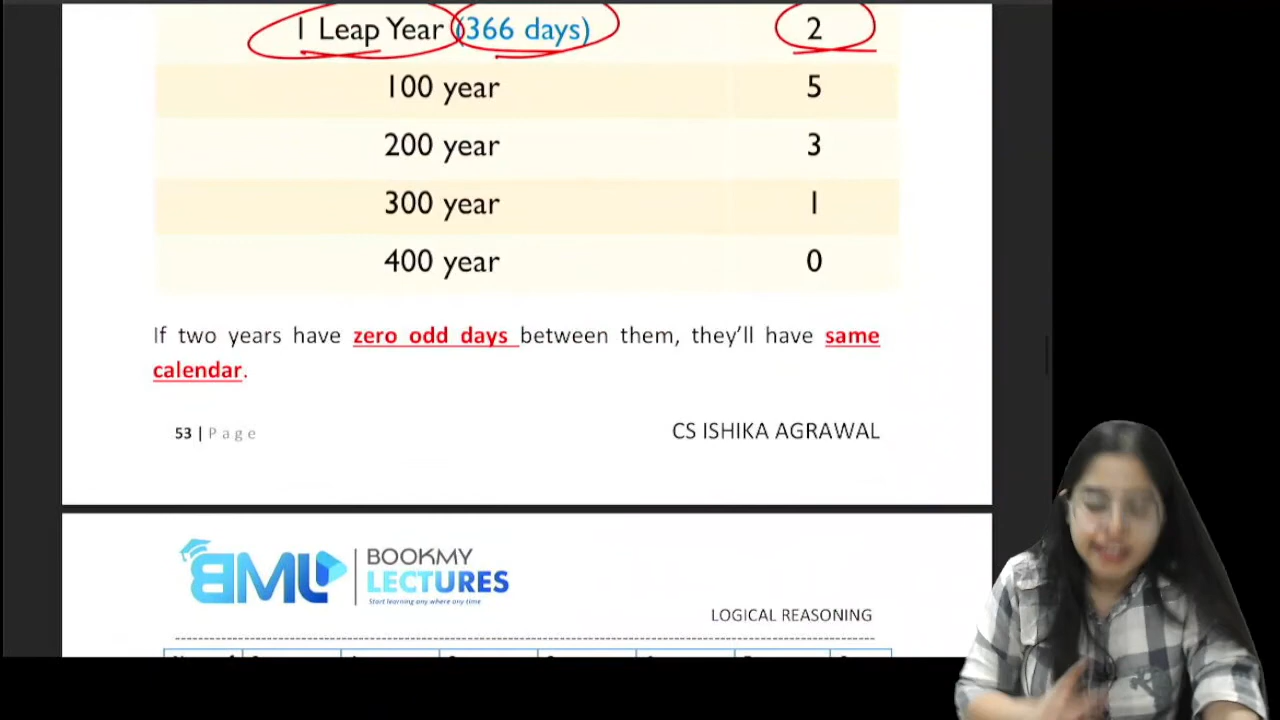 1 Leap Year (366 days) 2
100 year 5
200 year 3
300 year 1
400 year 0
If two years have zero odd days between them, they'll have same
calendar.
53 | Page CS ISHIKA AGRAWAL
BML BOOKMY
LECTURES
Start learning any where any time
LOGICAL REASONING